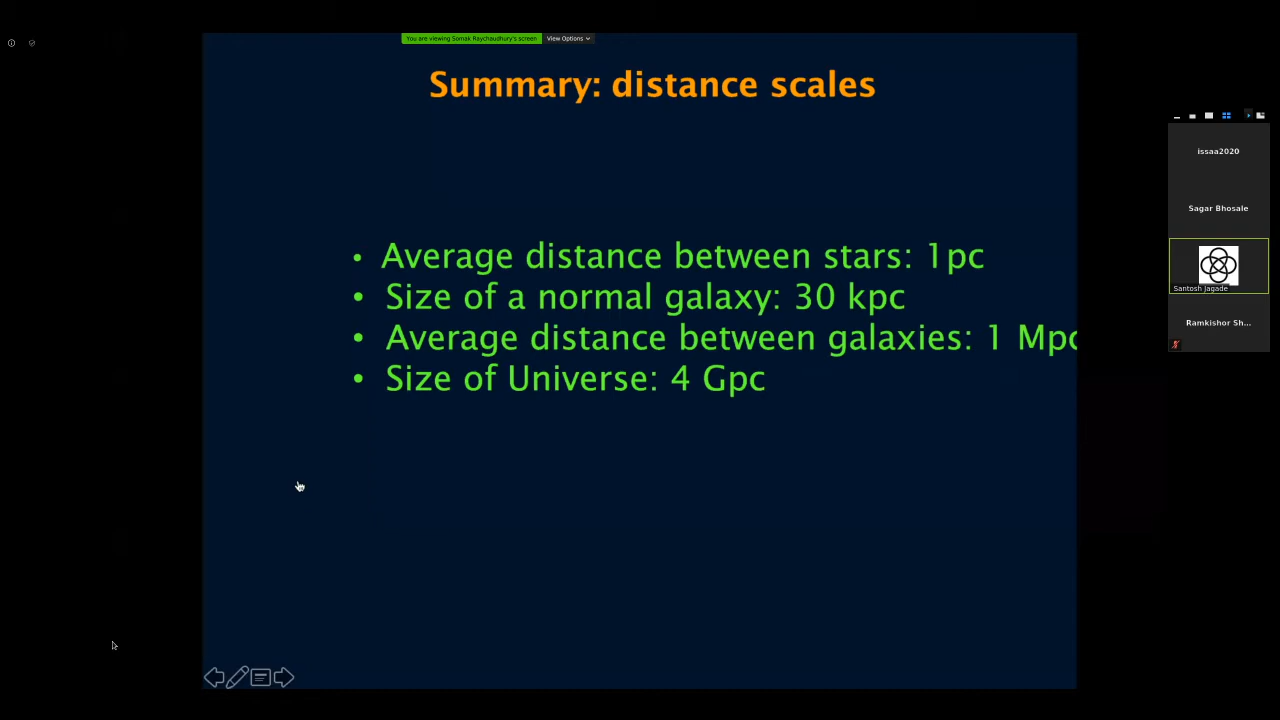 You are viewing Somak Raychaudhury's screen
View Options
Summary: distance scales
• Average distance between stars: 1pc
• Size of a normal galaxy: 30 kpc
• Average distance between galaxies: 1 Mpc
• Size of Universe: 4 Gpc
issaa2020
Sagar Bhosale
Santosh Jagade
Ramkishor Sh...